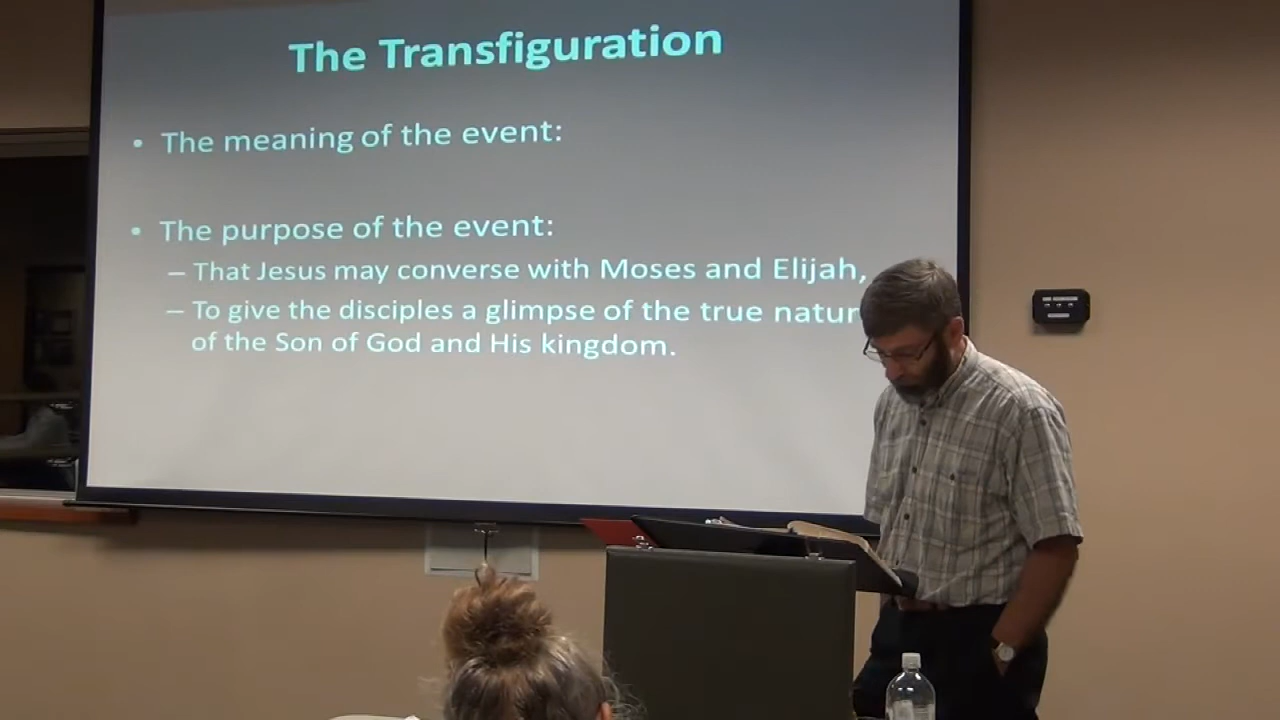 The Transfiguration
• The meaning of the event:
• The purpose of the event:
– That Jesus may converse with Moses and Elijah,
– To give the disciples a glimpse of the true natur
of the Son of God and His kingdom.